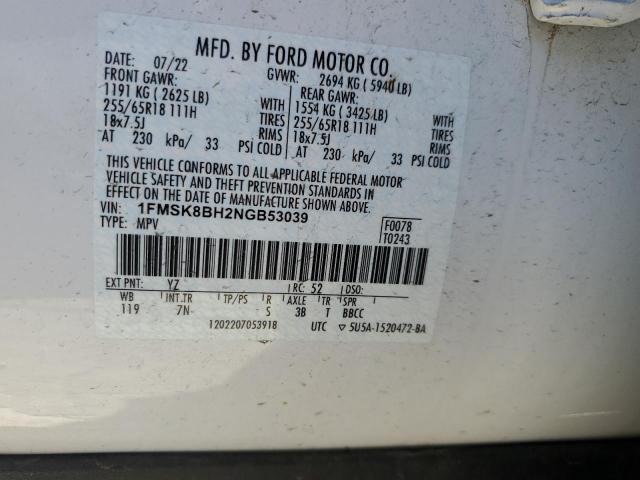 MFD. BY FORD MOTOR CO.
DATE: 07/22 GVWR: 2694 KG ( 5940 LB)
FRONT GAWR: REAR GAWR:
1191 KG ( 2625 LB) WITH 1554 KG ( 3425 LB) WITH
255/65R18 111H TIRES 255/65R18 111H TIRES
18x7.5J RIMS 18x7.5J RIMS
AT 230 kPa/ 33 PSI COLD AT 230 kPa/ 33 PSI COLD
THIS VEHICLE CONFORMS TO ALL APPLICABLE FEDERAL MOTOR
VEHICLE SAFETY AND THEFT PREVENTION STANDARDS IN
EFFECT ON THE DATE OF MANUFACTURE SHOWN ABOVE.
VIN: 1FMSK8BH2NGB53039 F0078
TYPE: MPV T0243
EXT PNT: YZ RC: 52 DSO:
WB INT TR TP/PS R AXLE TR SPR
119 7N- S 3B T BBCC
1202207053918 UTC 5U5A-1520472-BA